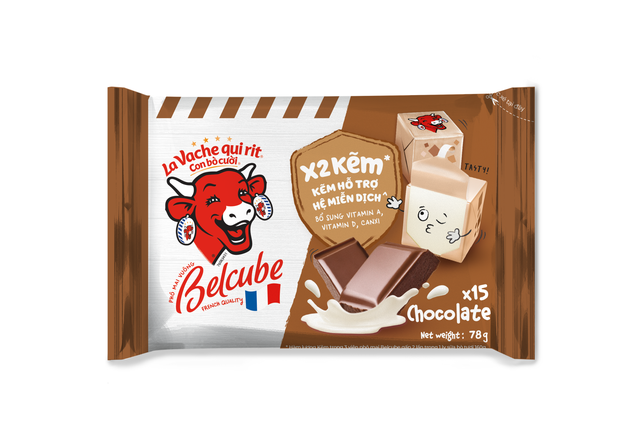 La Vache qui rit®
Con bò cười®
PHÔ MAI VUÔNG
Belcube
FRENCH QUALITY
X2 Kẽm*
KẼM HỖ TRỢ
HỆ MIỄN DỊCH^
BỔ SUNG VITAMIN A,
VITAMIN D, CANXI
TASTY!
x15
Chocolate
Net weight: 78g